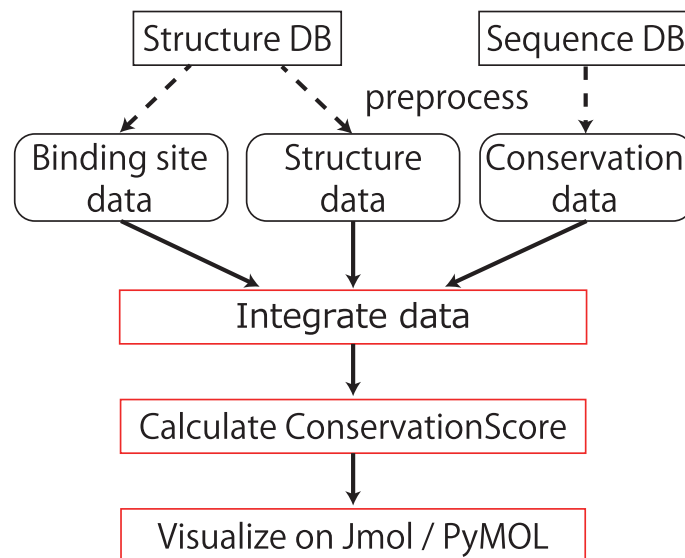 Structure DB
Sequence DB
preprocess
Binding site
data
Structure
data
Conservation
data
Integrate data
Calculate ConservationScore
Visualize on Jmol / PyMOL